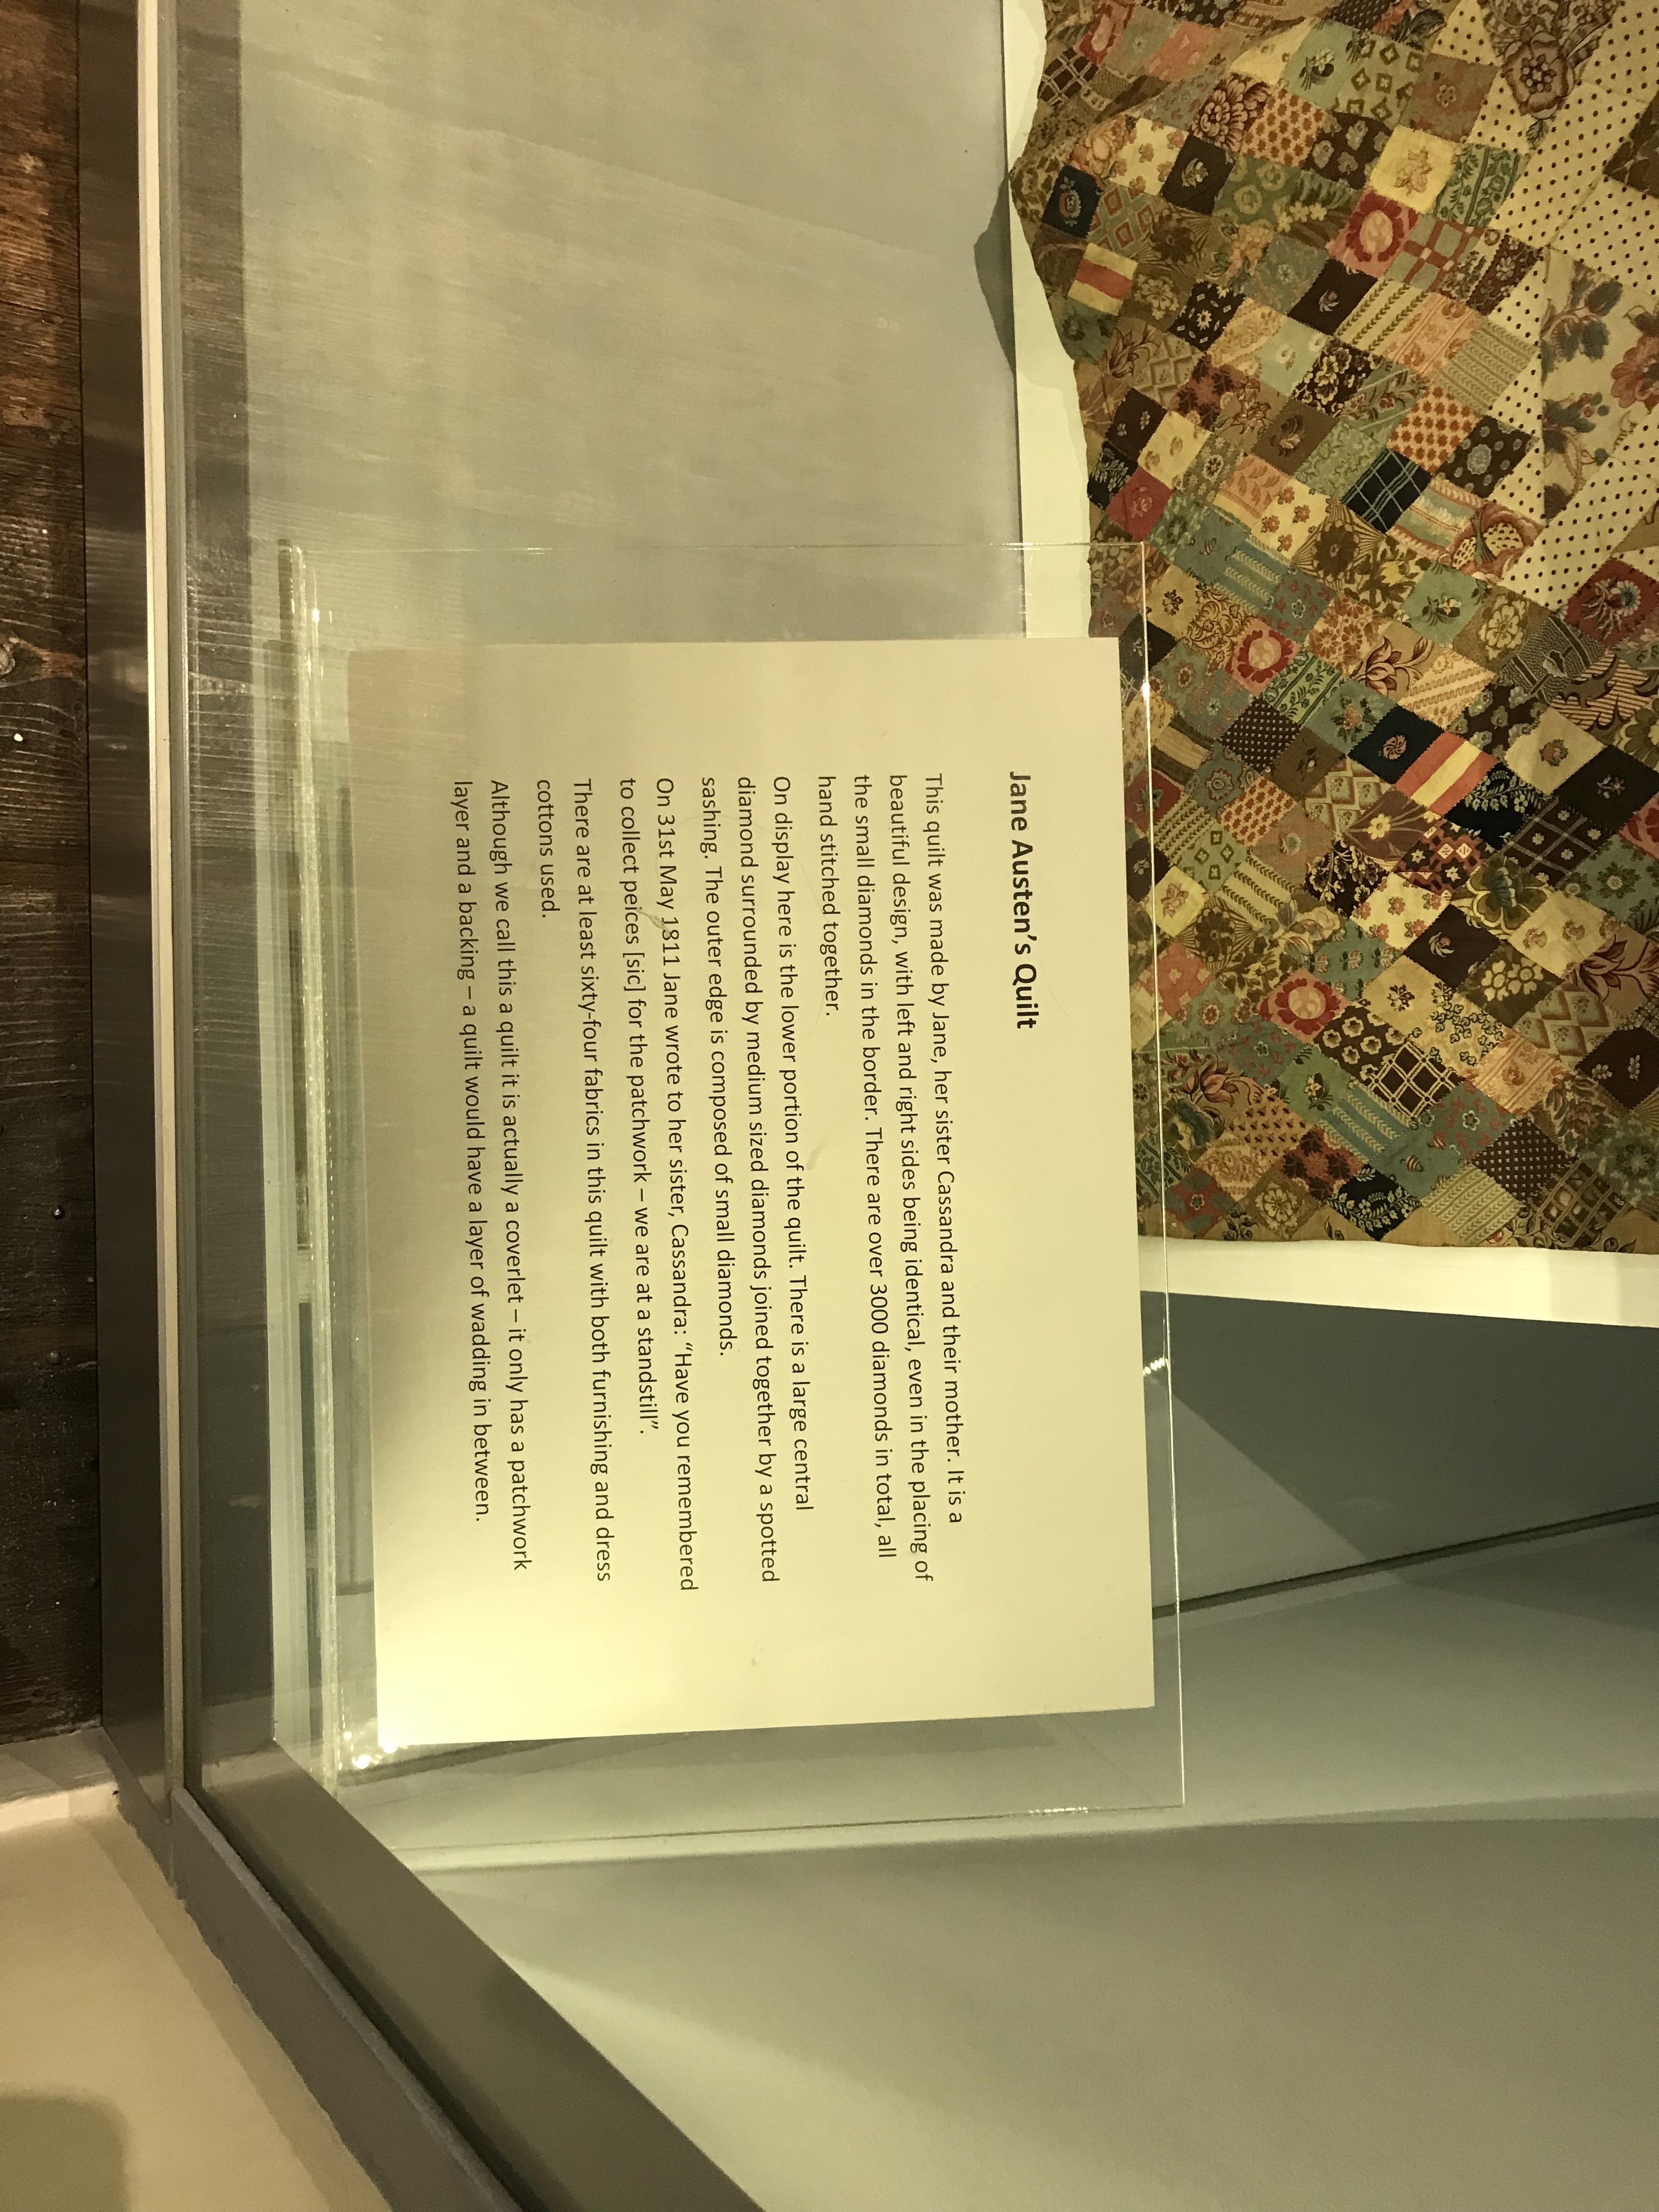 Jane Austen's Quilt
This quilt was made by Jane, her sister Cassandra and their mother. It is a
beautiful design, with left and right sides being identical, even in the placing of
the small diamonds in the border. There are over 3000 diamonds in total, all
hand stitched together.
On display here is the lower portion of the quilt. There is a large central
diamond surrounded by medium sized diamonds joined together by a spotted
sashing. The outer edge is composed of small diamonds.
On 31st May 1811 Jane wrote to her sister, Cassandra: “Have you remembered
to collect peices [sic] for the patchwork – we are at a standstill”.
There are at least sixty-four fabrics in this quilt with both furnishing and dress
cottons used.
Although we call this a quilt it is actually a coverlet – it only has a patchwork
layer and a backing – a quilt would have a layer of wadding in between.